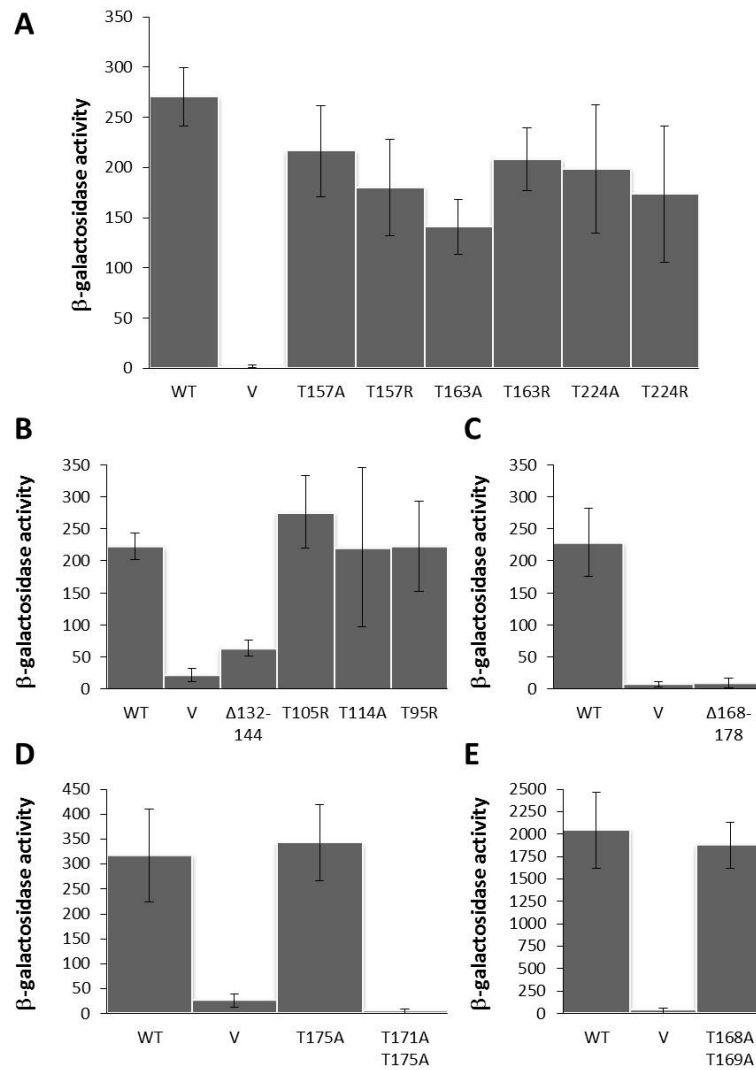 A
β-galactosidase activity
350
300
250
200
150
100
50
0
WT V T157A T157R T163A T163R T224A T224R
B
β-galactosidase activity
350
300
250
200
150
100
50
0
WT V Δ132- T105R T114A T95R
144
C
β-galactosidase activity
350
300
250
200
150
100
50
0
WT V Δ168-
178
D
β-galactosidase activity
450
400
350
300
250
200
150
100
50
0
WT V T175A T171A
T175A
E
β-galactosidase activity
2500
2250
2000
1750
1500
1250
1000
750
500
250
0
WT V T168A
T169A